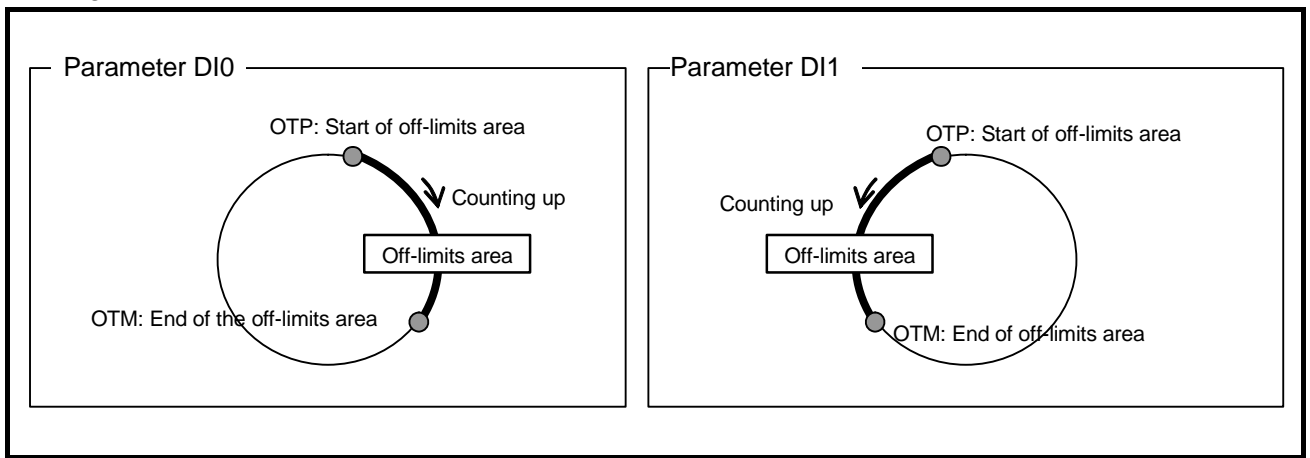 Parameter DI0
OTP: Start of off-limits area
Counting up
Off-limits area
OTM: End of the off-limits area
Parameter DI1
OTP: Start of off-limits area
Counting up
Off-limits area
OTM: End of off-limits area